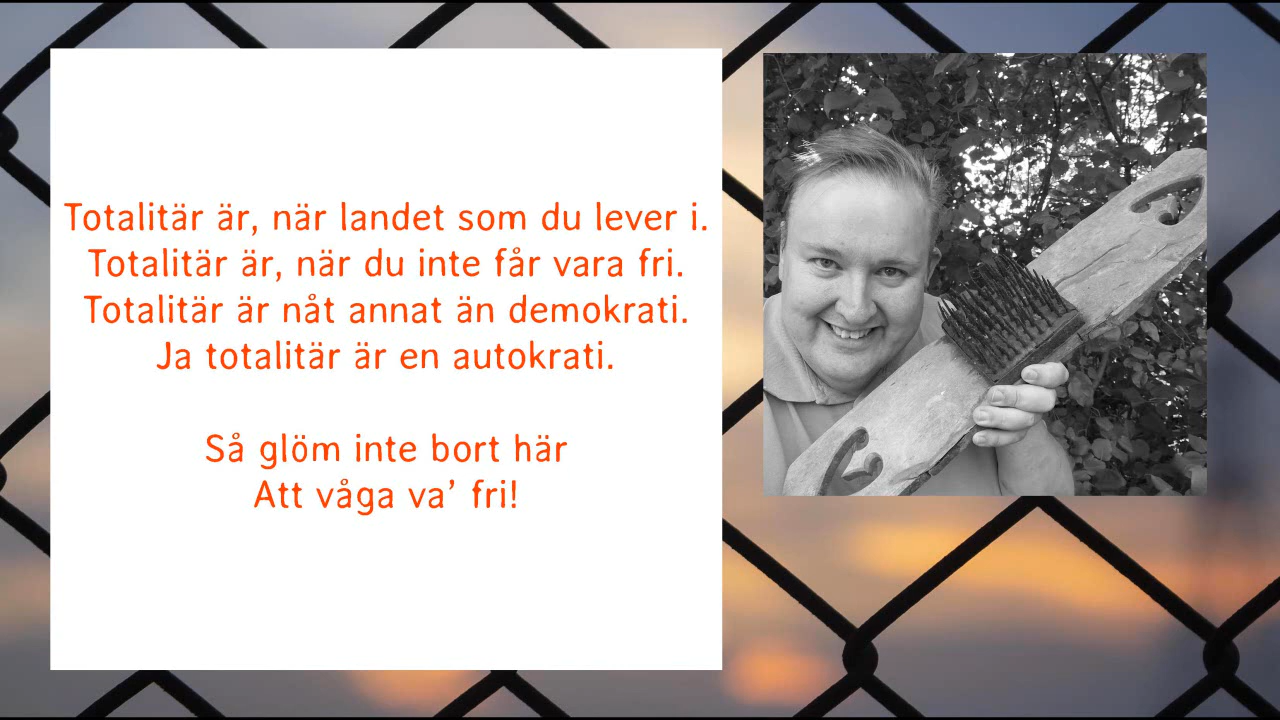 Totalitär är, när landet som du lever i.
Totalitär är, när du inte får vara fri.
Totalitär är nåt annat än demokrati.
Ja totalitär är en autokrati.
Så glöm inte bort här
Att våga va’ fri!